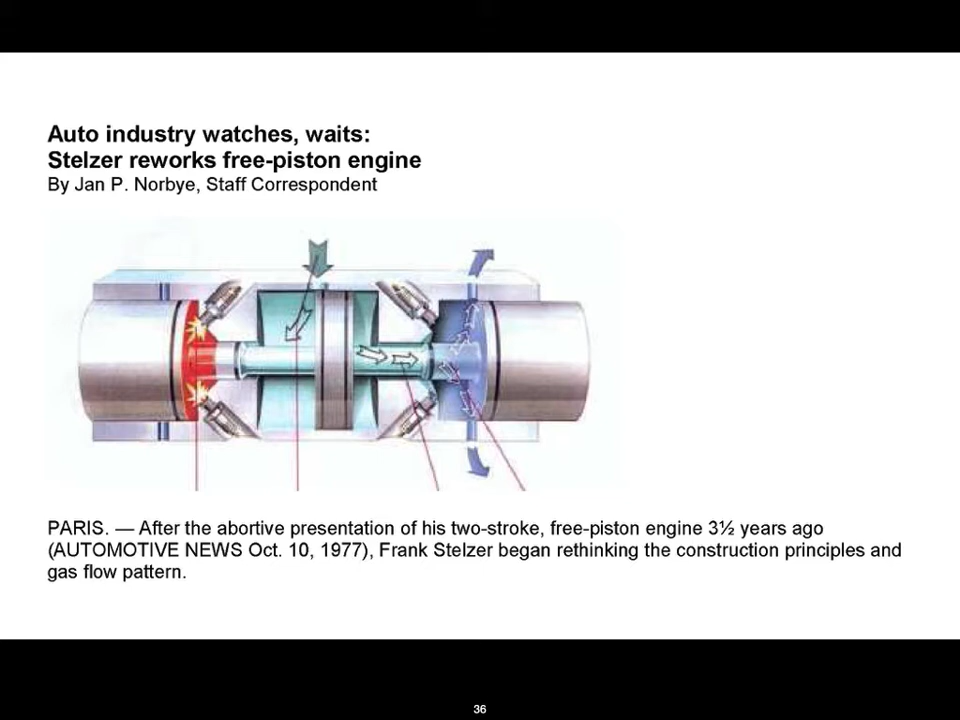 Auto industry watches, waits:
Stelzer reworks free-piston engine
By Jan P. Norbye, Staff Correspondent
PARIS. — After the abortive presentation of his two-stroke, free-piston engine 3½ years ago
(AUTOMOTIVE NEWS Oct. 10, 1977), Frank Stelzer began rethinking the construction principles and
gas flow pattern.
36